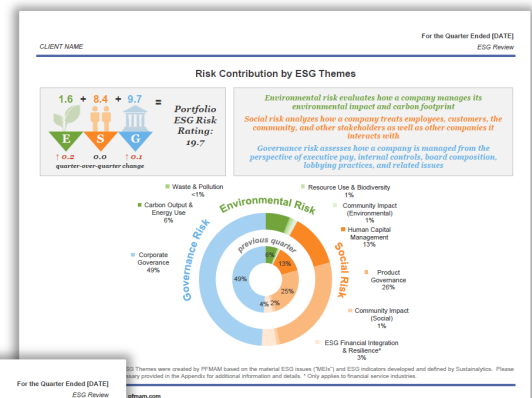 For the Quarter Ended [DATE]
CLIENT NAME
ESG Review
Risk Contribution by ESG Themes
1.6 + 8.4 + 9.7 =
Portfolio
ESG Risk
Rating:
19.7
E S G
↑ 0.2 0.0 ↑ 0.1
quarter-over-quarter change
Environmental risk evaluates how a company manages its
environmental impact and carbon footprint
Social risk analyzes how a company treats employees, customers, the
community, and other stakeholders as well as other companies it
interacts with
Governance risk assesses how a company is managed from the
perspective of executive pay, internal controls, board composition,
lobbying practices, and related issues
Waste & Pollution
<1%
Carbon Output &
Energy Use
6%
Corporate
Goverance
49%
Environmental Risk
Governance Risk
Social Risk
previous quarter
6%
13%
49%
25%
4% 2%
Resource Use & Biodiversity
1%
Community Impact
(Environmental)
1%
Human Capital
Management
13%
Product
Governance
26%
Community Impact
(Social)
1%
ESG Financial Integration
& Resilience*
3%
SG Themes were created by PFMAM based on the material ESG issues ("MEIs") and ESG indicators developed and defined by Sustainalytics. Please
ssary provided in the Appendix for additional information and details. * Only applies to financial service industries.
For the Quarter Ended [DATE]
ESG Review
pfmam.com